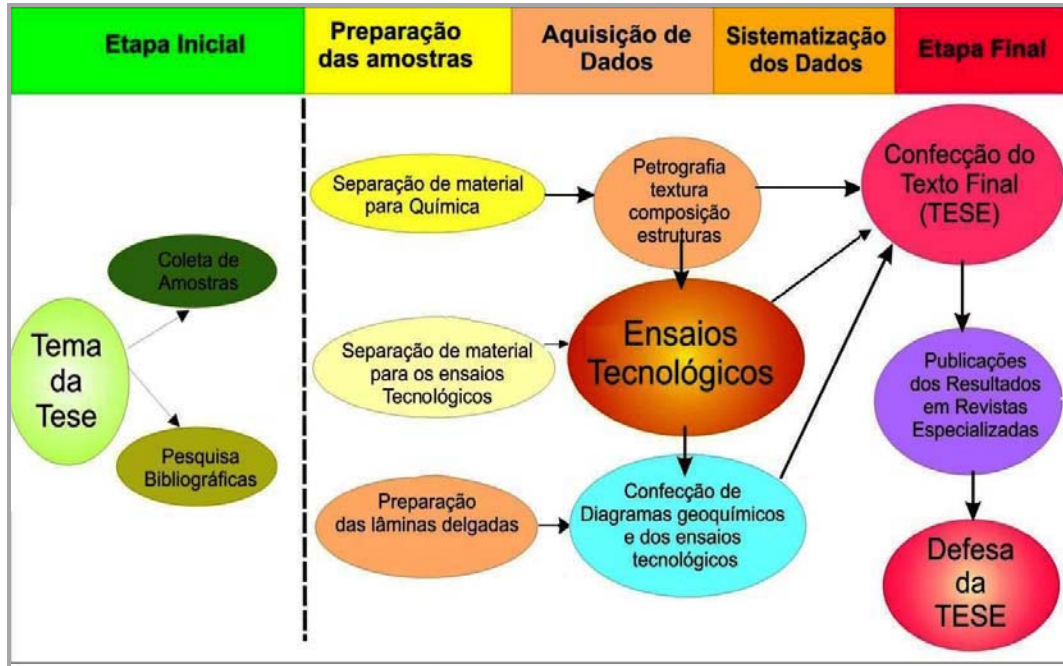 Etapa Inicial
Preparação
das amostras
Aquisição de
Dados
Sistematização
dos Dados
Etapa Final
Tema
da
Tese
Coleta de
Amostras
Pesquisa
Bibliográficas
Separação de material
para Química
Separação de material
para os ensaios
Tecnológicos
Preparação
das lâminas delgadas
Petrografia
textura
composição
estruturas
Ensaios
Tecnológicos
Confecção de
Diagramas geoquímicos
e dos ensaios
tecnológicos
Confecção do
Texto Final
(TESE)
Publicações
dos Resultados
em Revistas
Especializadas
Defesa
da
TESE